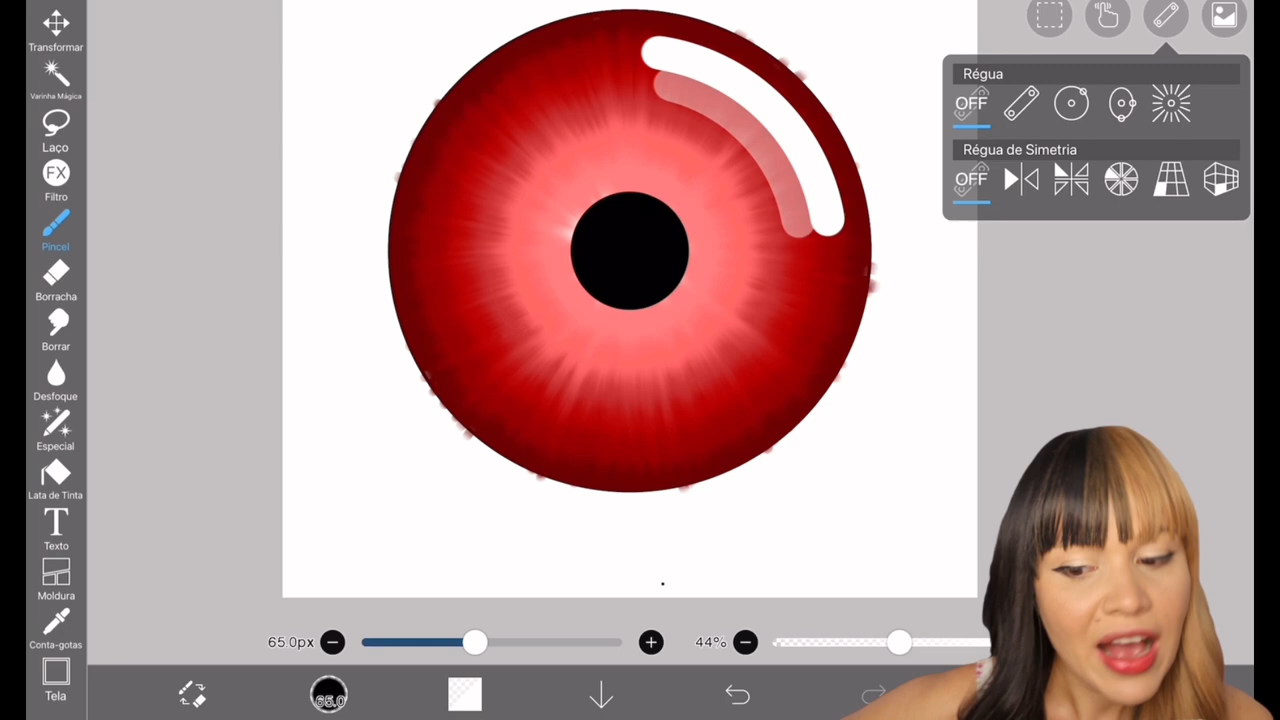 Transformar
Varinha Mágica
Laço
FX
Filtro
Pincel
Borracha
Borrar
Desfoque
Especial
Lata de Tinta
T
Texto
Moldura
Conta-gotas
Tela
Régua
OFF
Régua de Simetria
OFF
65.0px
44%
65.0